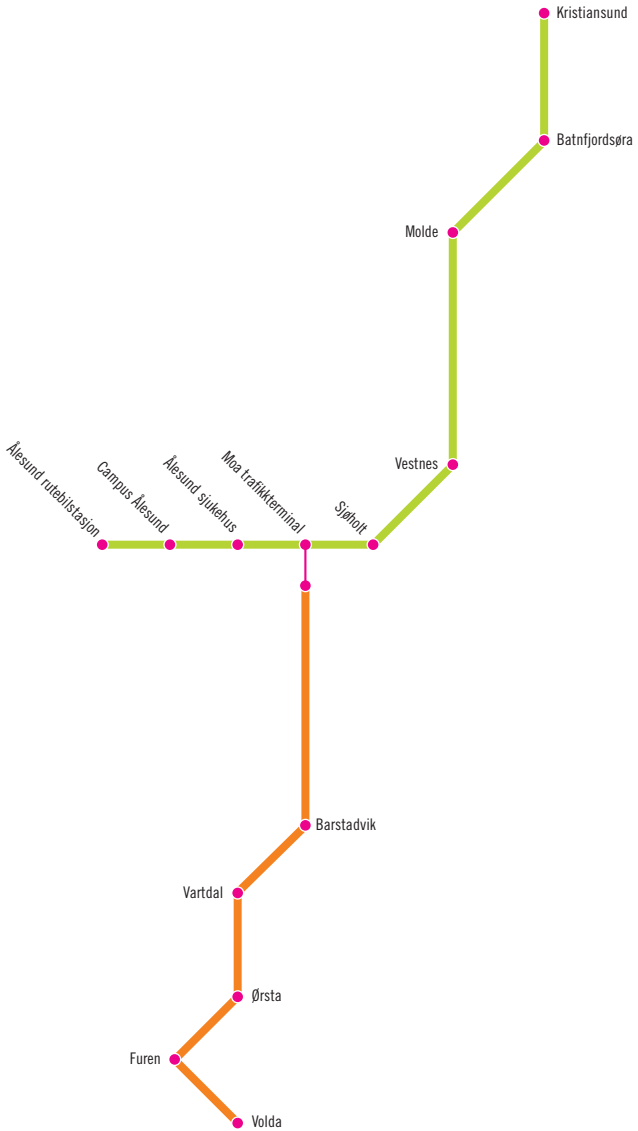 Kristiansund
Batnfjordsøra
Molde
Vestnes
Ålesund rutebilstasjon
Campus Ålesund
Ålesund sjukehus
Moa trafikkterminal
Sjøholt
Barstadvik
Vartdal
Ørsta
Furen
Volda